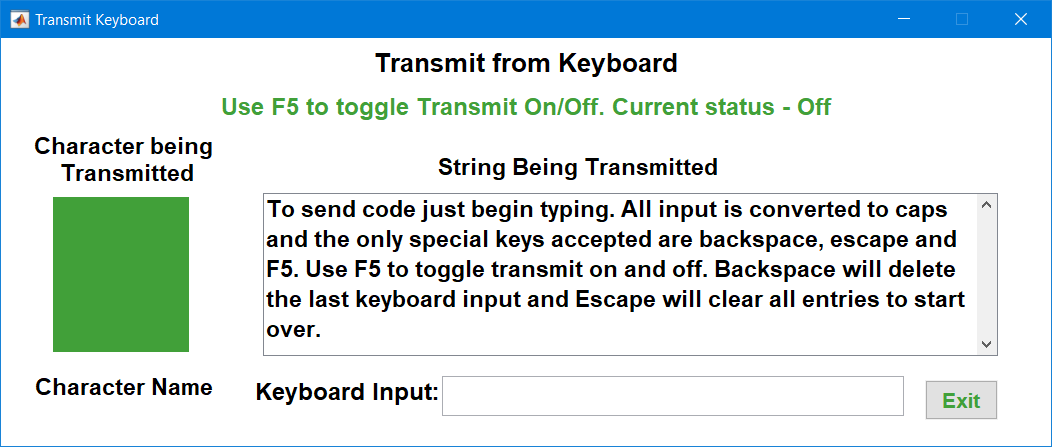 Transmit Keyboard
Transmit from Keyboard
Use F5 to toggle Transmit On/Off. Current status - Off
Character being
Transmitted
String Being Transmitted
To send code just begin typing. All input is converted to caps
and the only special keys accepted are backspace, escape and
F5. Use F5 to toggle transmit on and off. Backspace will delete
the last keyboard input and Escape will clear all entries to start
over.
Character Name
Keyboard Input:
Exit